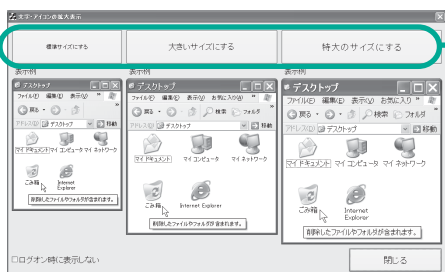 文字・アイコンの拡大表示
標準サイズにする
大きいサイズにする
特大のサイズにする
表示例
表示例
表示例
デスクトップ
ファイル(F) 編集(E) 表示(V) »
戻る
アドレス(D) デスクトップ 移動
マイ ドキュメント マイ コンピュータ マイ ネットワーク
ごみ箱 Internet Explorer
削除したファイルやフォルダが含まれます。
デスクトップ
ファイル(F) 編集(E) 表示(V) お気に入り(A) »
戻る 検索 フォルダ »
アドレス(D) デスクトップ 移動
マイ ドキュメント マイ コンピュータ マイ ネットワーク
ごみ箱 Internet Explorer
削除したファイルやフォルダが含まれます。
デスクトップ
ファイル(F) 編集(E) 表示(V) お気に入り(A) »
戻る 検索 フォルダ »
アドレス(D) デスクトップ 移動
マイ ドキュメント マイ コンピュータ マイ ネットワーク
ごみ箱 Internet
Explorer
削除したファイルやフォルダが含まれます。
ログオン時に表示しない
閉じる